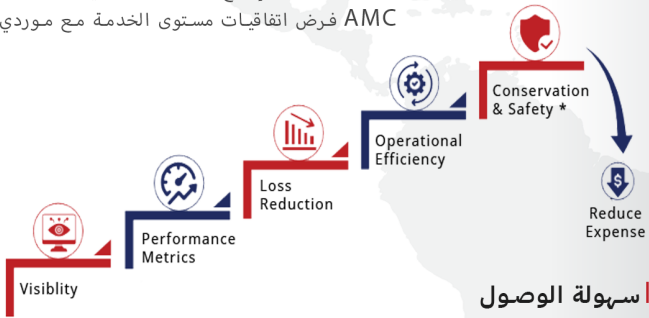 فرض اتفاقيات مستوى الخدمة مع موردي AMC
Conservation
& Safety *
Operational
Efficiency
Loss
Reduction
Performance
Metrics
Visiblity
$
Reduce
Expense
سهولة الوصول